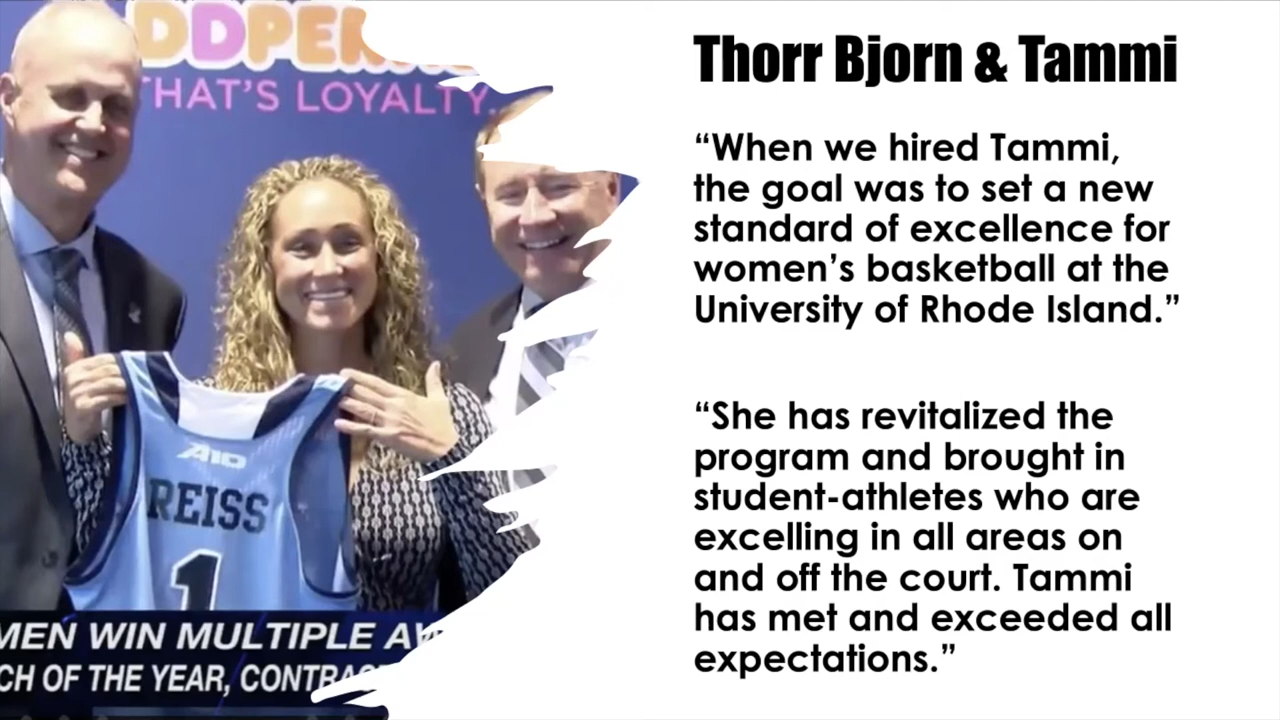 DDPER
THAT'S LOYALTY.
A10
REISS
1
MEN WIN MULTIPLE AW
CH OF THE YEAR, CONTRAC
Thorr Bjorn & Tammi
“When we hired Tammi,
the goal was to set a new
standard of excellence for
women’s basketball at the
University of Rhode Island.”
“She has revitalized the
program and brought in
student-athletes who are
excelling in all areas on
and off the court. Tammi
has met and exceeded all
expectations.”